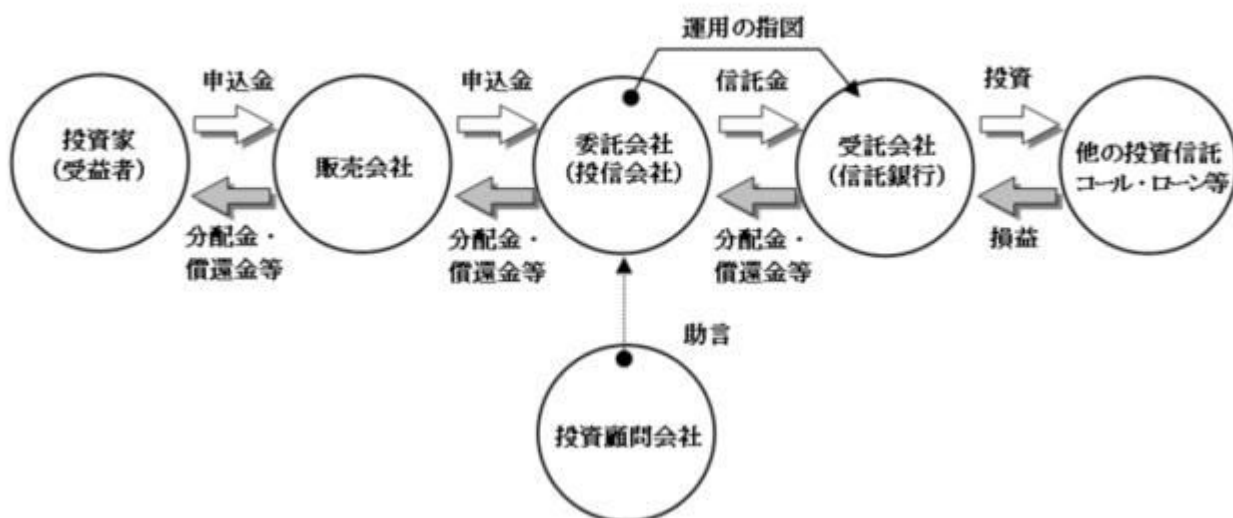 運用の指図
申込金
申込金
信託金
投資
投資家
(受益者)
販売会社
委託会社
(投信会社)
受託会社
(信託銀行)
他の投資信託
コール・ローン等
分配金・
償還金等
分配金・
償還金等
分配金・
償還金等
損益
助言
投資顧問会社